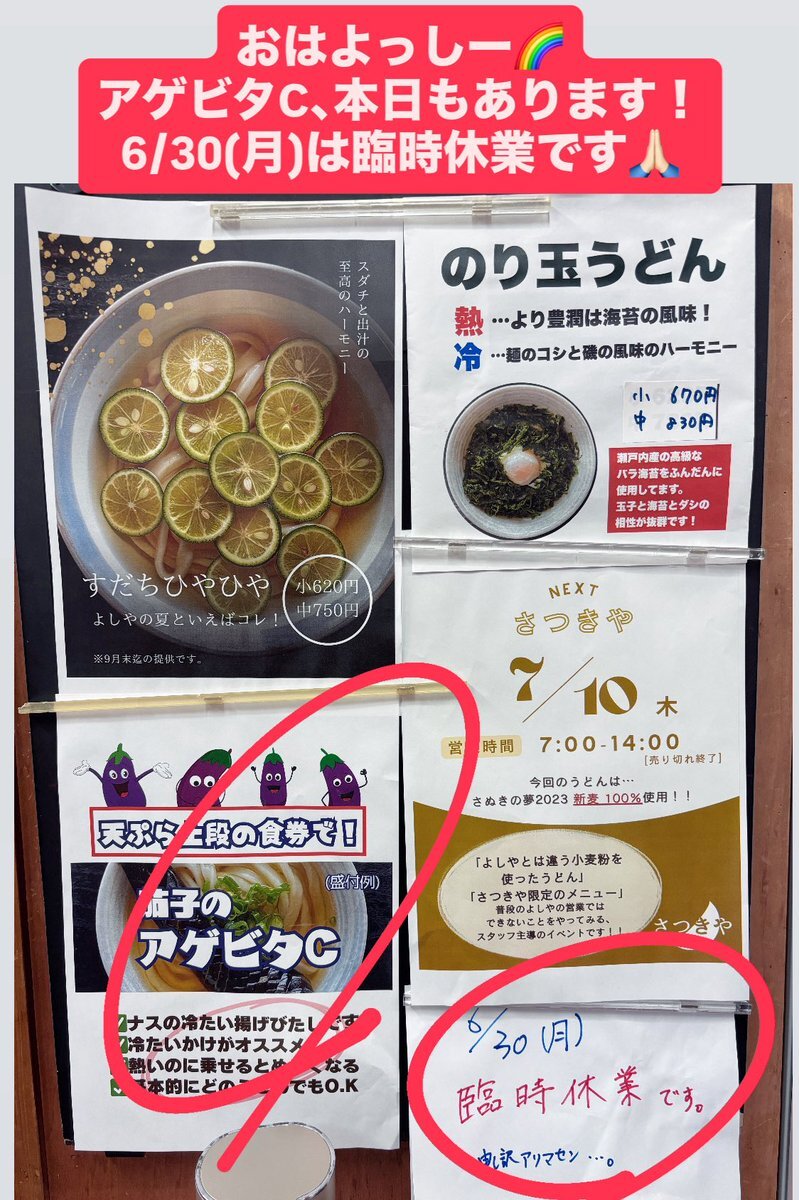 おはよっしー🌈
アゲビタC、本日もあります！
6/30(月)は臨時休業です🙏🏻
スダチと出汁の
至高のハーモニー
すだちひやひや
よしやの夏といえばコレ！
小620円
中750円
※9月末迄の提供です。
のり玉うどん
熱…より豊潤は海苔の風味！
冷…麺のコシと磯の風味のハーモニー
小 670円
中 830円
瀬戸内産の高級な
バラ海苔をふんだんに
使用してます。
玉子と海苔とダシの
相性が抜群です！
天ぷら上段の食券で！
(盛付例)
茄子の
アゲビタC
ナスの冷たい揚げびたしです
冷たいかけがオススメ
熱いのに乗せるとぬるくなる
基本的にどの でもO.K
NEXT
さつきや
7/10 木
営業時間 7:00-14:00
[売り切れ終了]
今回のうどんは…
さぬきの夢2023 新麦 100%使用！！
「よしやとは違う小麦粉を
使ったうどん」
「さつきや限定のメニュー」
普段のよしやの営業では
できないことをやってみる、
スタッフ主導のイベントです！！
さつきや
6/30 (月)
臨時休業です。
申し訳アリマセン…。